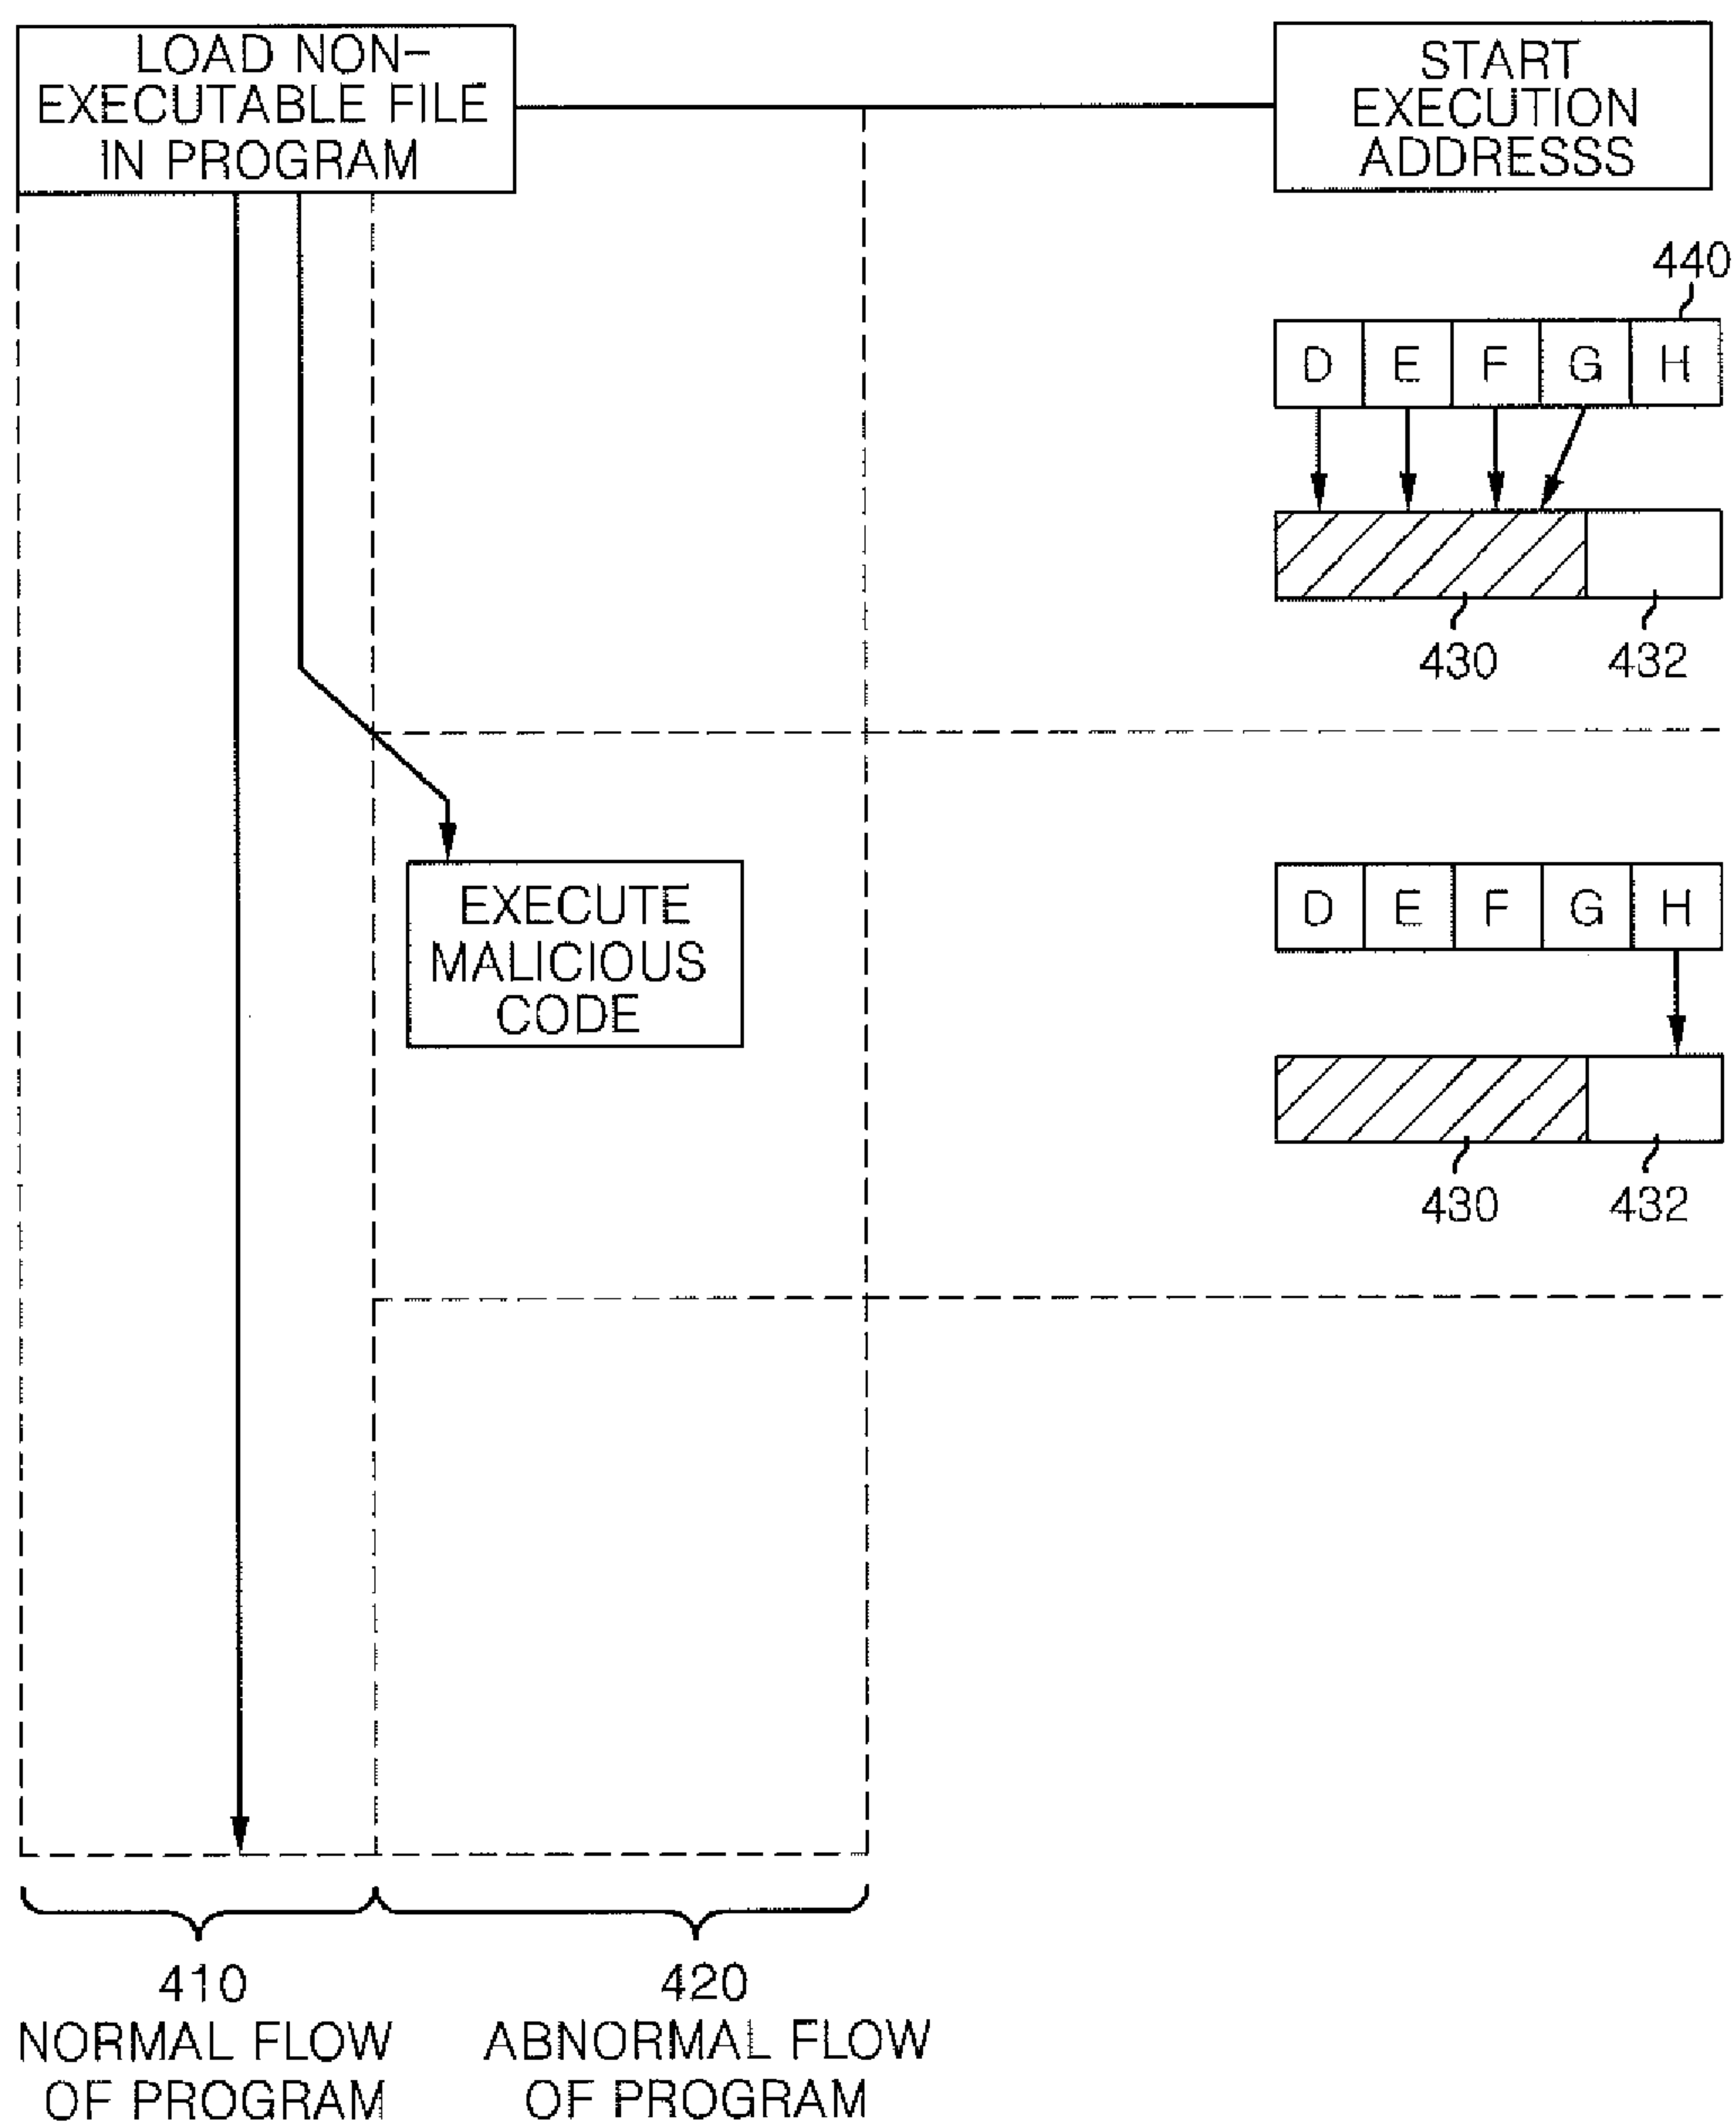 LOAD NON-
EXECUTABLE FILE
IN PROGRAM
START
EXECUTION
ADDRESSS
440
D E F G H
430 432
EXECUTE
MALICIOUS
CODE
D E F G H
430 432
410
NORMAL FLOW
OF PROGRAM
420
ABNORMAL FLOW
OF PROGRAM